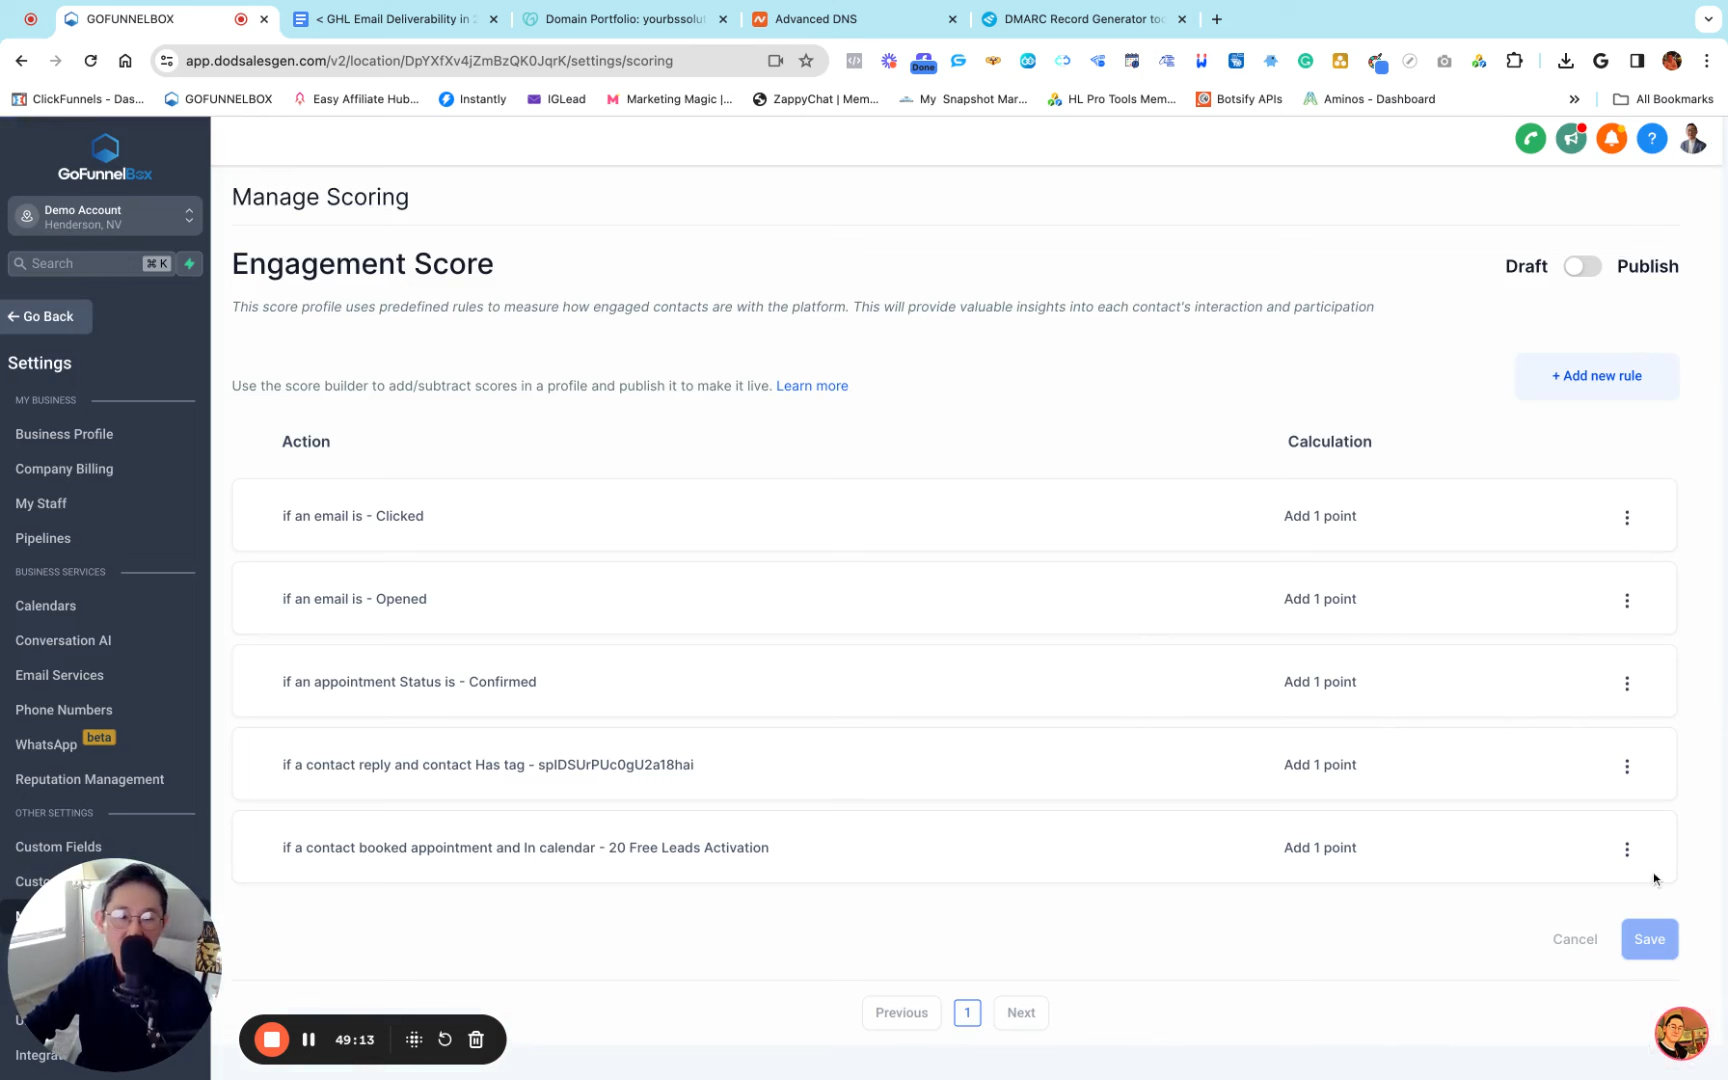 GOFUNNELBOX
< GHL Email Deliverability in 2
Domain Portfolio: yourbssolut
Advanced DNS
DMARC Record Generator too
app.dodsalesgen.com/v2/location/DpYXfXv4jZmBzQK0JqrK/settings/scoring
Done
ClickFunnels - Das...
GOFUNNELBOX
Easy Affiliate Hub...
Instantly
IGLead
Marketing Magic |...
ZappyChat | Mem...
My Snapshot Mar...
HL Pro Tools Mem...
Botsify APIs
Aminos - Dashboard
»
All Bookmarks
GoFunnelBox
Demo Account
Henderson, NV
Search
⌘ K
← Go Back
Settings
MY BUSINESS
Business Profile
Company Billing
My Staff
Pipelines
BUSINESS SERVICES
Calendars
Conversation AI
Email Services
Phone Numbers
WhatsApp beta
Reputation Management
OTHER SETTINGS
Custom Fields
Manage Scoring
Engagement Score
Draft
Publish
This score profile uses predefined rules to measure how engaged contacts are with the platform. This will provide valuable insights into each contact's interaction and participation
Use the score builder to add/subtract scores in a profile and publish it to make it live. Learn more
+ Add new rule
Action
Calculation
if an email is - Clicked
Add 1 point
if an email is - Opened
Add 1 point
if an appointment Status is - Confirmed
Add 1 point
if a contact reply and contact Has tag - spIDSUrPUc0gU2a18hai
Add 1 point
if a contact booked appointment and In calendar - 20 Free Leads Activation
Add 1 point
Cancel
Save
Previous
1
Next
49:13